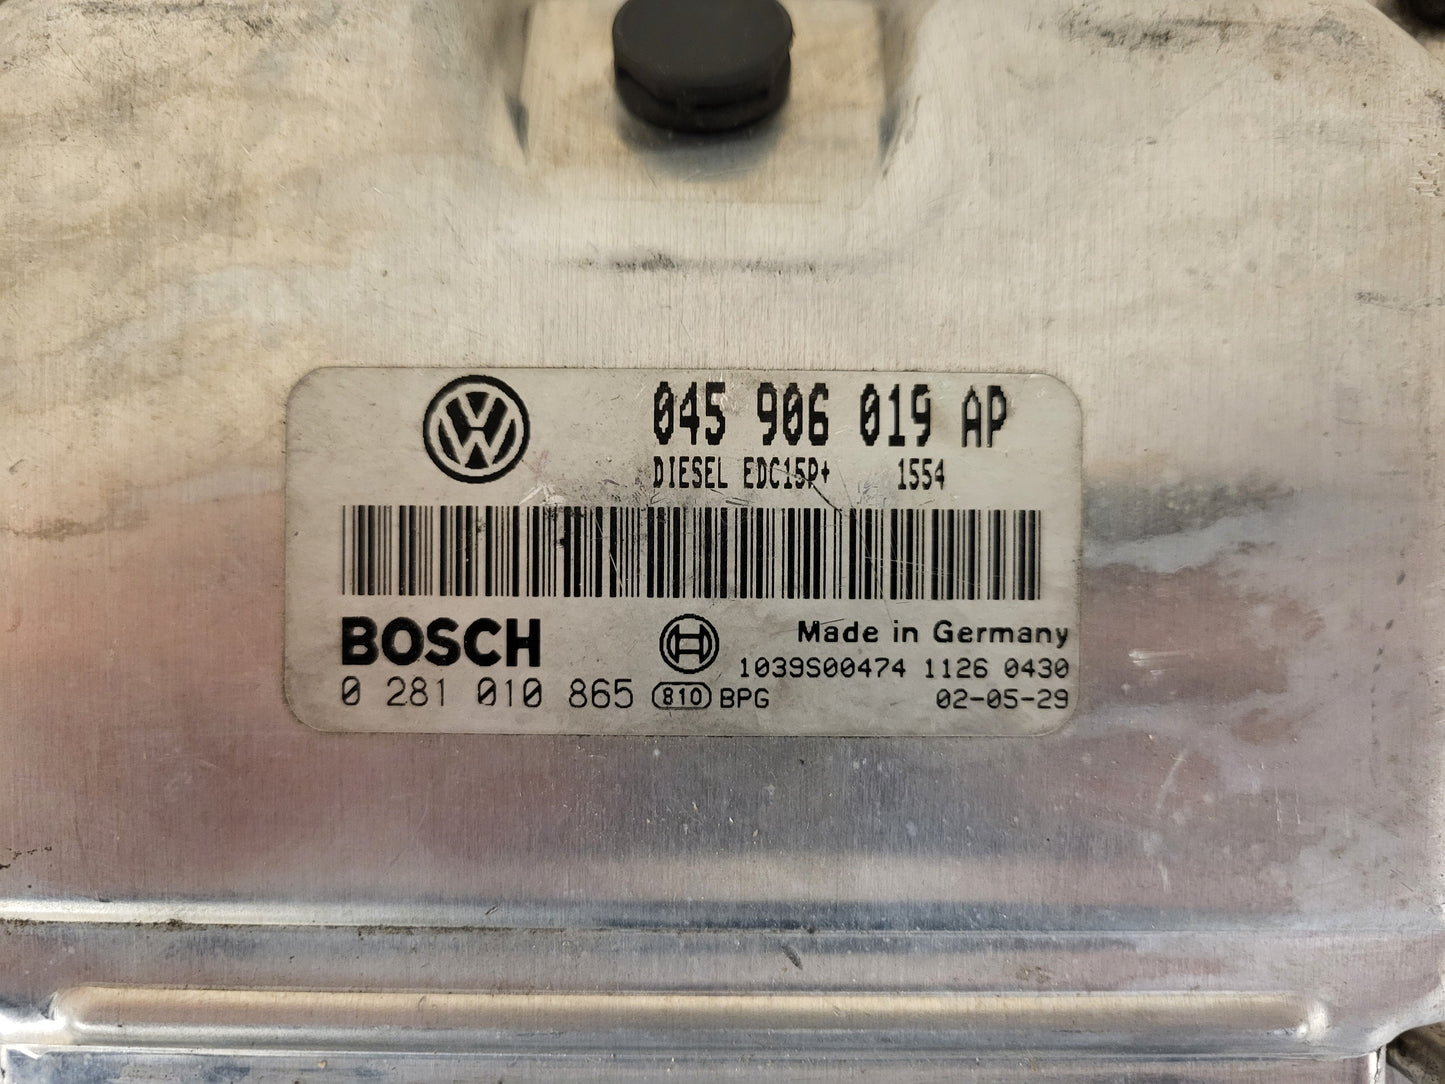 045 906 019 AP
DIESEL EDC15P+ 1554
BOSCH
Made in Germany
1039S00474 1126 0430
0 281 010 865 810 BPG 02-05-29